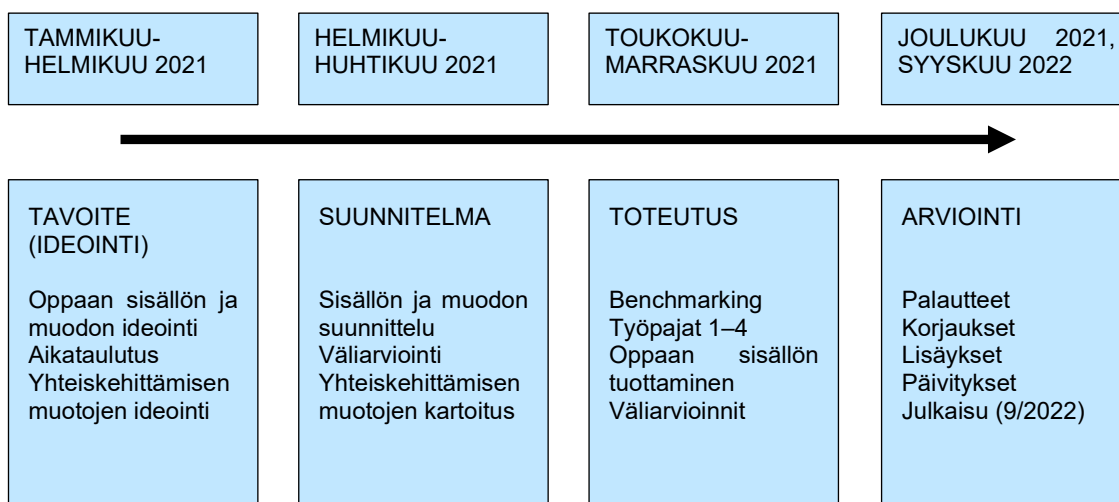 TAMMIKUU-
HELMIKUU 2021
HELMIKUU-
HUHTIKUU 2021
TOUKOKUU-
MARRASKUU 2021
JOULUKUU 2021,
SYYSKUU 2022
TAVOITE
(IDEOINTI)
Oppaan sisällön ja
muodon ideointi
Aikataulutus
Yhteiskehittämisen
muotojen ideointi
SUUNNITELMA
Sisällön ja muodon
suunnittelu
Väliarviointi
Yhteiskehittämisen
muotojen kartoitus
TOTEUTUS
Benchmarking
Työpajat 1–4
Oppaan sisällön
tuottaminen
Väliarvioinnit
ARVIOINTI
Palautteet
Korjaukset
Lisäykset
Päivitykset
Julkaisu (9/2022)